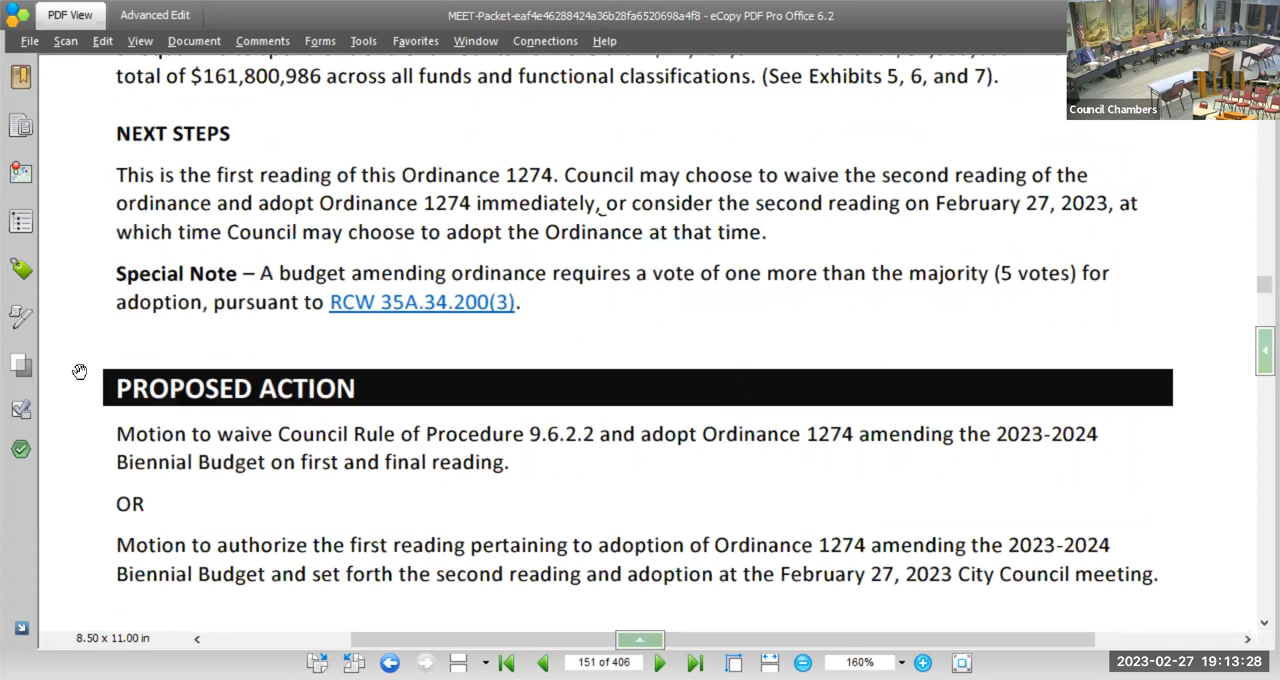 PDF View
Advanced Edit
MEET-Packet-eaf4e46288424a36b28fa6520698a4f8 - eCopy PDF Pro Office 6.2
File Scan Edit View Document Comments Forms Tools Favorites Window Connections Help
Council Chambers
total of $161,800,986 across all funds and functional classifications. (See Exhibits 5, 6, and 7).
NEXT STEPS
This is the first reading of this Ordinance 1274. Council may choose to waive the second reading of the
ordinance and adopt Ordinance 1274 immediately, or consider the second reading on February 27, 2023, at
which time Council may choose to adopt the Ordinance at that time.
Special Note – A budget amending ordinance requires a vote of one more than the majority (5 votes) for
adoption, pursuant to RCW 35A.34.200(3).
PROPOSED ACTION
Motion to waive Council Rule of Procedure 9.6.2.2 and adopt Ordinance 1274 amending the 2023-2024
Biennial Budget on first and final reading.
OR
Motion to authorize the first reading pertaining to adoption of Ordinance 1274 amending the 2023-2024
Biennial Budget and set forth the second reading and adoption at the February 27, 2023 City Council meeting.
8.50 x 11.00 in
151 of 406
160%
2023-02-27 19:13:28